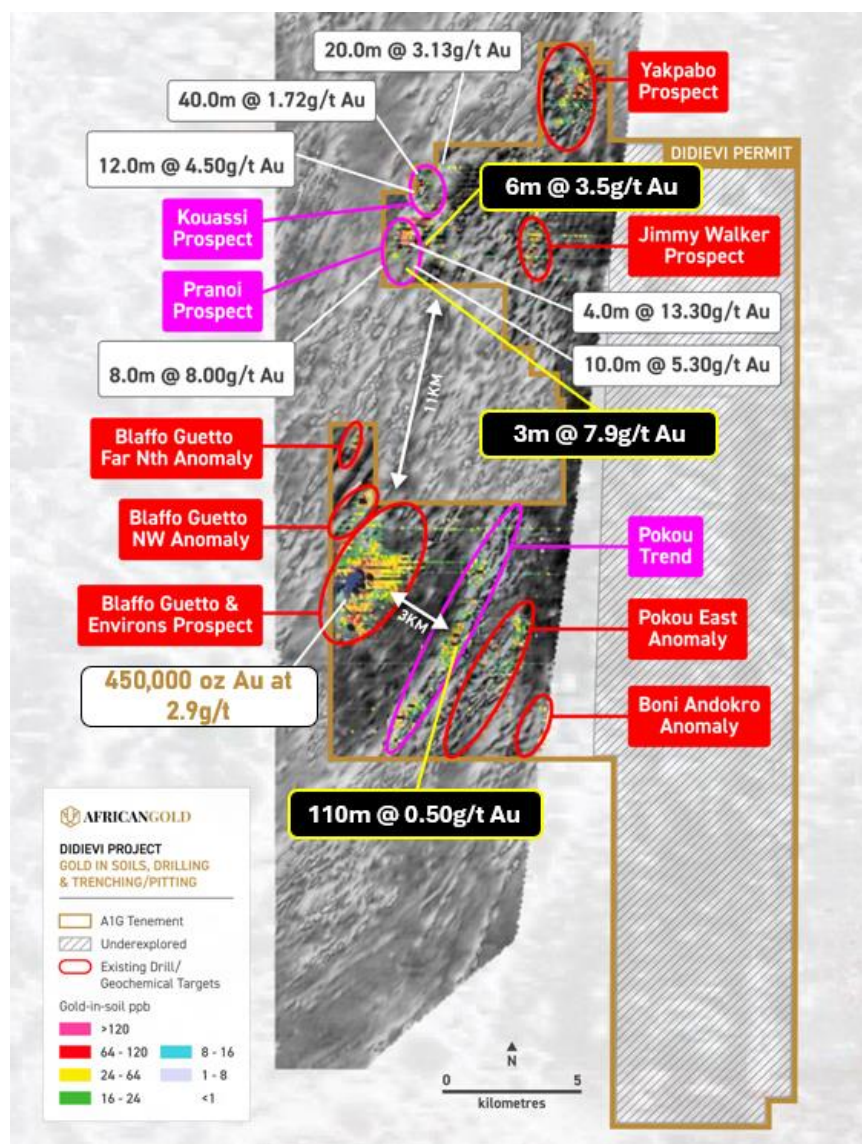 20.0m @ 3.13g/t Au
Yakpabo
Prospect
40.0m @ 1.72g/t Au
DIDIEVI PERMIT
12.0m @ 4.50g/t Au
6m @ 3.5g/t Au
Kouassi
Prospect
Jimmy Walker
Prospect
Pranoi
Prospect
4.0m @ 13.30g/t Au
8.0m @ 8.00g/t Au
10.0m @ 5.30g/t Au
11KM
3m @ 7.9g/t Au
Blaffo Guetto
Far Nth Anomaly
Blaffo Guetto
NW Anomaly
Pokou
Trend
Blaffo Guetto &
Environs Prospect
3KM
Pokou East
Anomaly
450,000 oz Au at
2.9g/t
Boni Andokro
Anomaly
110m @ 0.50g/t Au
AFRICANGOLD
DIDIEVI PROJECT
GOLD IN SOILS, DRILLING
& TRENCHING/PITTING
A1G Tenement
Underexplored
Existing Drill/
Geochemical Targets
Gold-in-soil ppb
>120
64 - 120
8 - 16
24 - 64
1 - 8
16 - 24
<1
N
0 5
kilometres